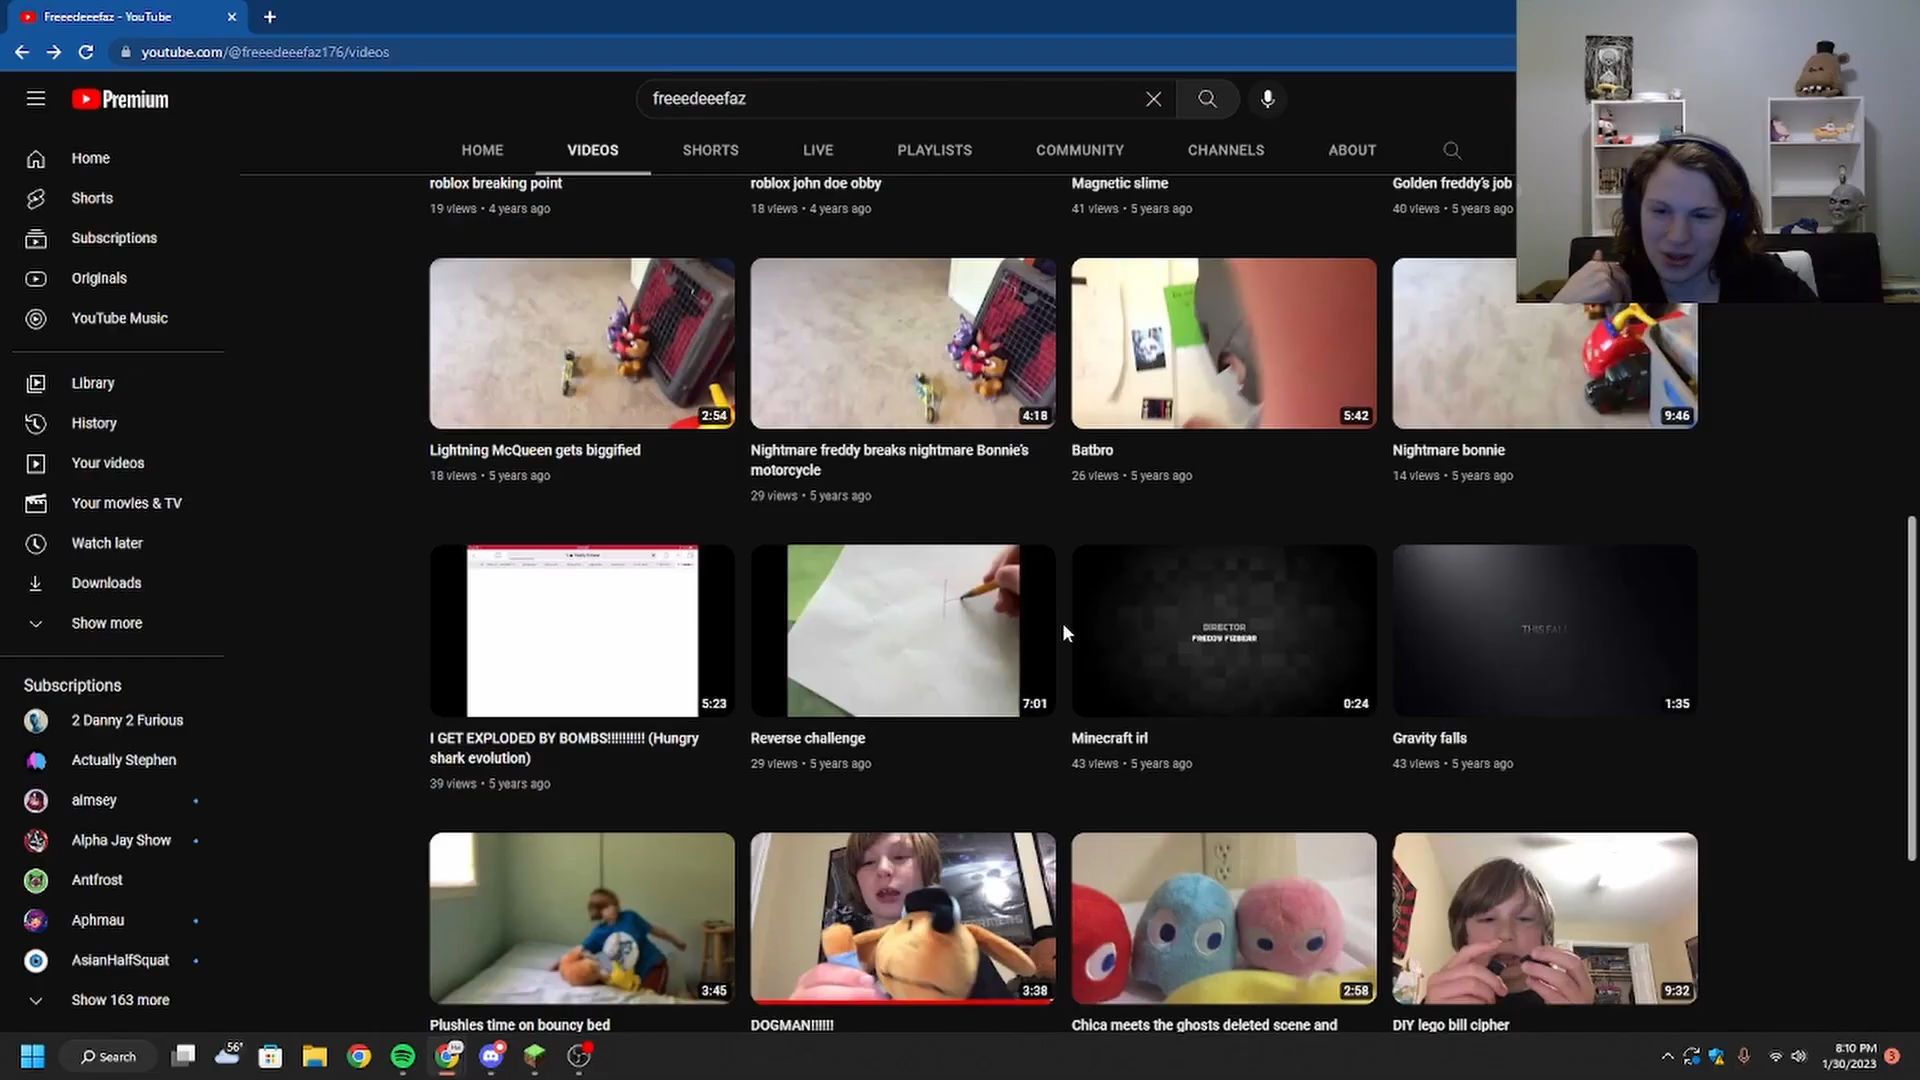 Freeedeeefaz - YouTube
youtube.com/@freeedeeefaz176/videos
Premium
freeedeeefaz
HOME VIDEOS SHORTS LIVE PLAYLISTS COMMUNITY CHANNELS ABOUT
Home
Shorts
Subscriptions
Originals
YouTube Music
Library
History
Your videos
Your movies & TV
Watch later
Downloads
Show more
Subscriptions
2 Danny 2 Furious
Actually Stephen
aimsey
Alpha Jay Show
Antfrost
Aphmau
AsianHalfSquat
Show 163 more
roblox breaking point
19 views • 4 years ago
roblox john doe obby
18 views • 4 years ago
Magnetic slime
41 views • 5 years ago
Golden freddy's job
40 views • 5 years ago
2:54
Lightning McQueen gets biggified
18 views • 5 years ago
4:18
Nightmare freddy breaks nightmare Bonnie's
motorcycle
29 views • 5 years ago
5:42
Batbro
26 views • 5 years ago
9:46
Nightmare bonnie
14 views • 5 years ago
5:23
I GET EXPLODED BY BOMBS!!!!!!!!!! (Hungry
shark evolution)
39 views • 5 years ago
7:01
Reverse challenge
29 views • 5 years ago
DIRECTOR
FREDDY FIZBEAR
0:24
Minecraft irl
43 views • 5 years ago
THIS FALL
1:35
Gravity falls
43 views • 5 years ago
3:45
Plushies time on bouncy bed
3:38
DOGMAN!!!!!!
2:58
Chica meets the ghosts deleted scene and
9:32
DIY lego bill cipher
56°
Search
8:10 PM
1/30/2023
3